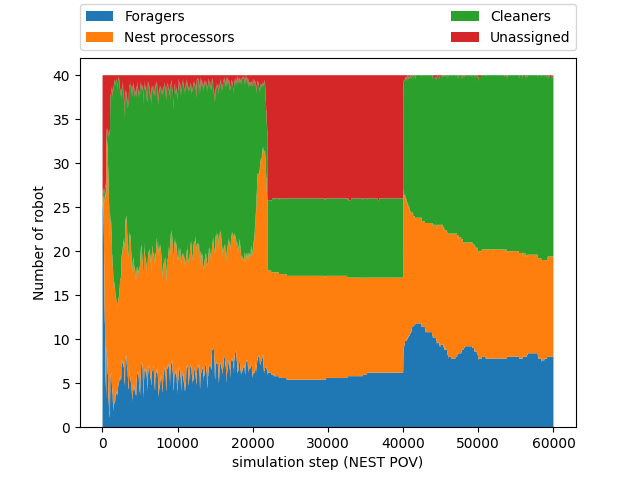 Foragers
Nest processors
Cleaners
Unassigned
40
35
30
25
20
15
10
5
0
Number of robot
0 10000 20000 30000 40000 50000 60000
simulation step (NEST POV)